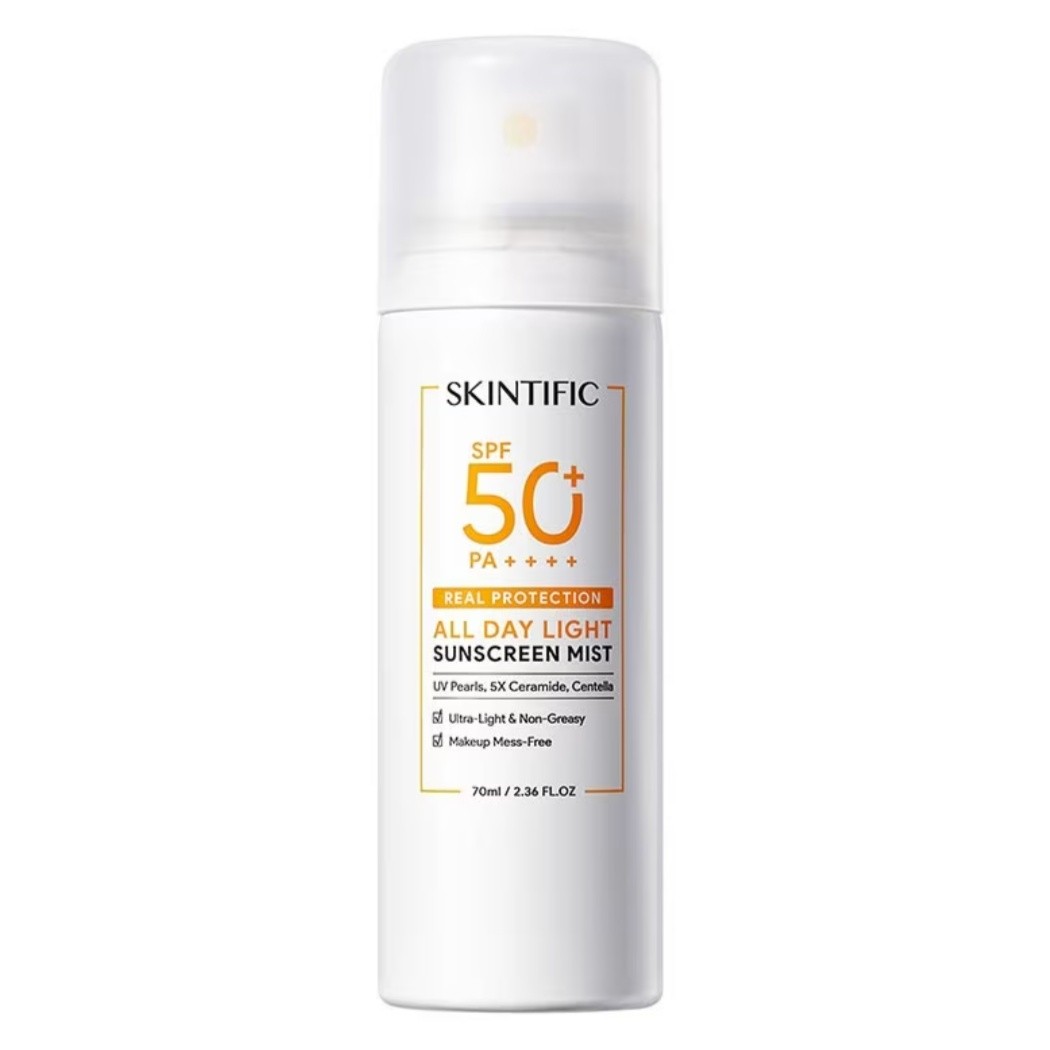 SKINTIFIC
SPF
50+
PA++++
REAL PROTECTION
ALL DAY LIGHT
SUNSCREEN MIST
UV Pearls, 5X Ceramide, Centella
Ultra-Light & Non-Greasy
Makeup Mess-Free
70ml / 2.36 FL.OZ